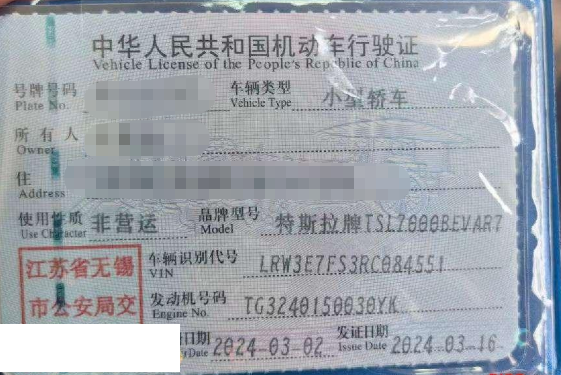 中华人民共和国机动车行驶证
Vehicle License of the People's Republic of China
号牌号码 车辆类型 小型轿车
Plate No. Vehicle Type
所有人
Owner
住
Address
使用性质 非营运 品牌型号 特斯拉牌TSL7000BEVAR7
Use Character Model
江苏省无锡 车辆识别代号 LRW3E7FS3RC084551
VIN
市公安局交 发动机号码 TG3240150030YK
Engine No.
日期 2024-03-02 发证日期 2024-03-16
Date Issue Date